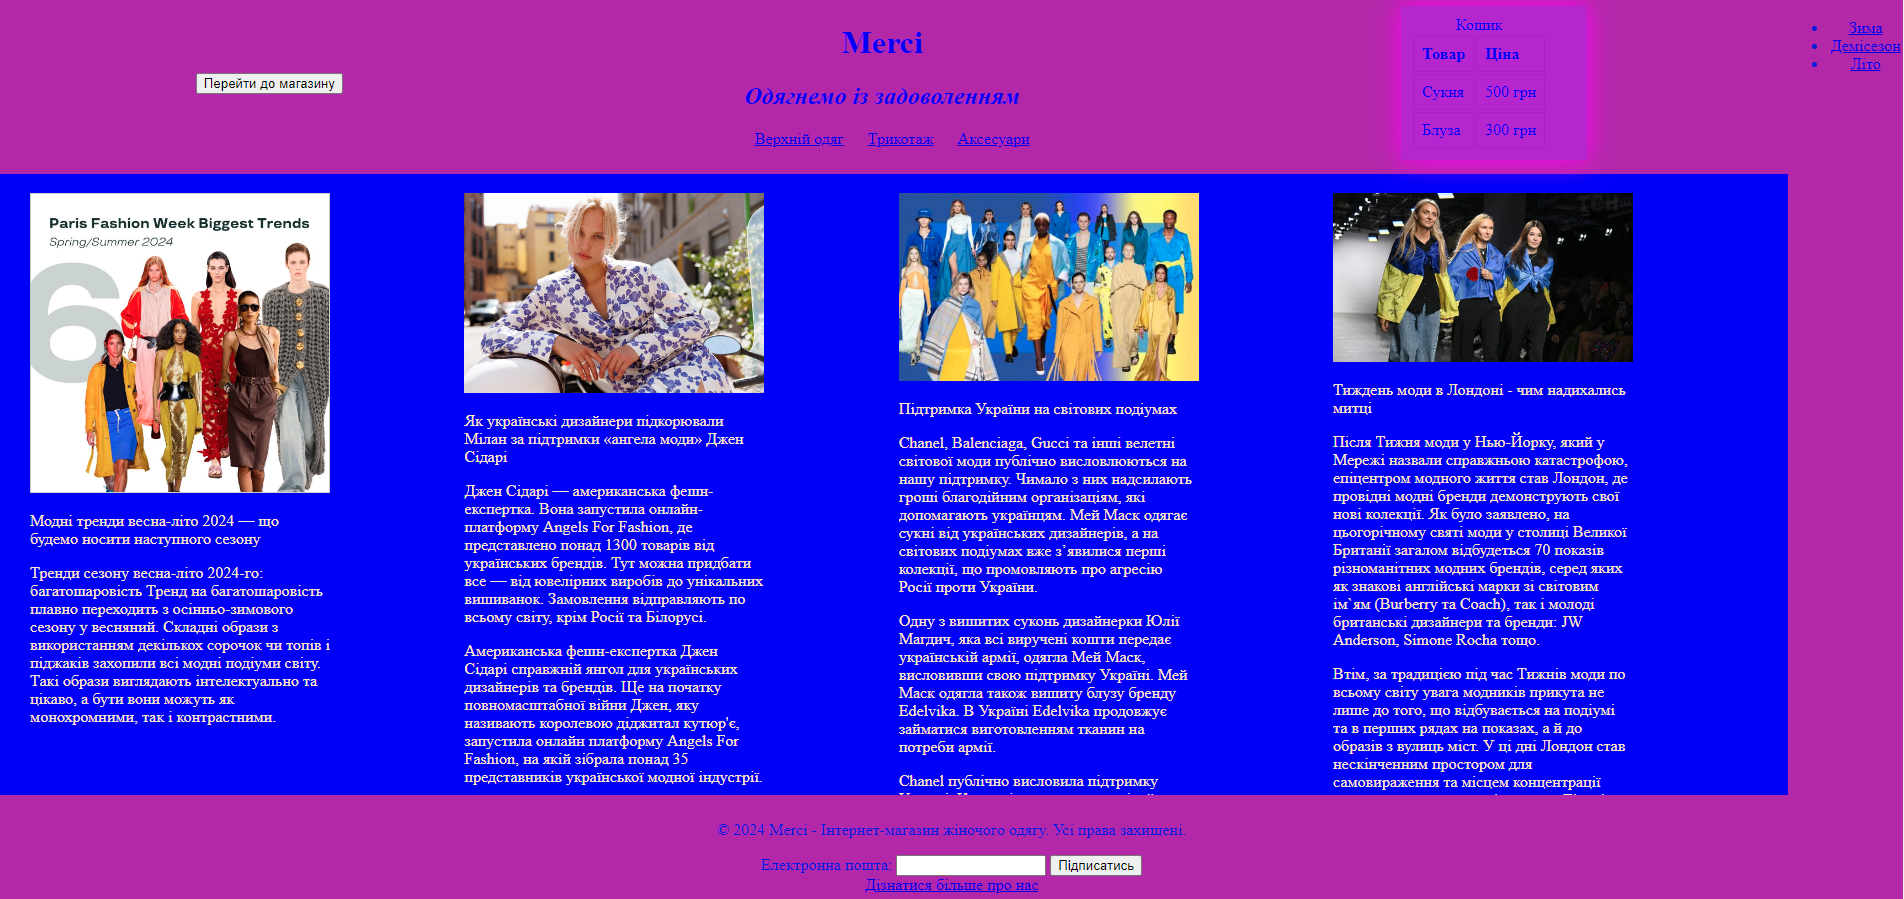 Перейти до магазину
Merci
Одягнемо із задоволенням
Верхній одяг Трикотаж Аксесуари
Кошик
Товар Ціна
Сукня 500 грн
Блуза 300 грн
Зима
Демісезон
Літо
Paris Fashion Week Biggest Trends
Spring/Summer 2024
6
Модні тренди весна-літо 2024 — що
будемо носити наступного сезону
Тренди сезону весна-літо 2024-го:
багатошаровість Тренд на багатошаровість
плавно переходить з осінньо-зимового
сезону у весняний. Складні образи з
використанням декількох сорочок чи топів і
піджаків захопили всі модні подіуми світу.
Такі образи виглядають інтелектуально та
цікаво, а бути вони можуть як
монохромними, так і контрастними.
Як українські дизайнери підкорювали
Мілан за підтримки «ангела моди» Джен
Сідарі
Джен Сідарі — американська фешн-
експертка. Вона запустила онлайн-
платформу Angels For Fashion, де
представлено понад 1300 товарів від
українських брендів. Тут можна придбати
все — від ювелірних виробів до унікальних
вишиванок. Замовлення відправляють по
всьому світу, крім Росії та Білорусі.
Американська фешн-експертка Джен
Сідарі справжній янгол для українських
дизайнерів та брендів. Ще на початку
повномасштабної війни Джен, яку
називають королевою діджитал кутюр'є,
запустила онлайн платформу Angels For
Fashion, на якій зібрала понад 35
представників української модної індустрії.
Підтримка України на світових подіумах
Chanel, Balenciaga, Gucci та інші велетні
світової моди публічно висловлюються на
нашу підтримку. Чимало з них надсилають
гроші благодійним організаціям, які
допомагають українцям. Мей Маск одягає
сукні від українських дизайнерів, а на
світових подіумах вже з’явилися перші
колекції, що промовляють про агресію
Росії проти України.
Одну з вишитих суконь дизайнерки Юлії
Магдич, яка всі виручені кошти передає
українській армії, одягла Мей Маск,
висловивши свою підтримку Україні. Мей
Маск одягла також вишиту блузу бренду
Edelvika. В Україні Edelvika продовжує
займатися виготовленням тканин на
потреби армії.
Chanel публічно висловила підтримку
ТСН
Тиждень моди в Лондоні - чим надихались
митці
Після Тижня моди у Нью-Йорку, який у
Мережі назвали справжньою катастрофою,
епіцентром модного життя став Лондон, де
провідні модні бренди демонструють свої
нові колекції. Як було заявлено, на
цьогорічному святі моди у столиці Великої
Британії загалом відбудеться 70 показів
різноманітних модних брендів, серед яких
як знакові англійські марки зі світовим
ім`ям (Burberry та Coach), так і молоді
британські дизайнери та бренди: JW
Anderson, Simone Rocha тощо.
Втім, за традицією під час Тижнів моди по
всьому світу увага модників прикута не
лише до того, що відбувається на подіумі
та в перших рядах на показах, а й до
образів з вулиць міст. У ці дні Лондон став
нескінченним простором для
самовираження та місцем концентрації
© 2024 Merci - Інтернет-магазин жіночого одягу. Усі права захищені.
Електронна пошта: Підписатись
Дізнатися більше про нас